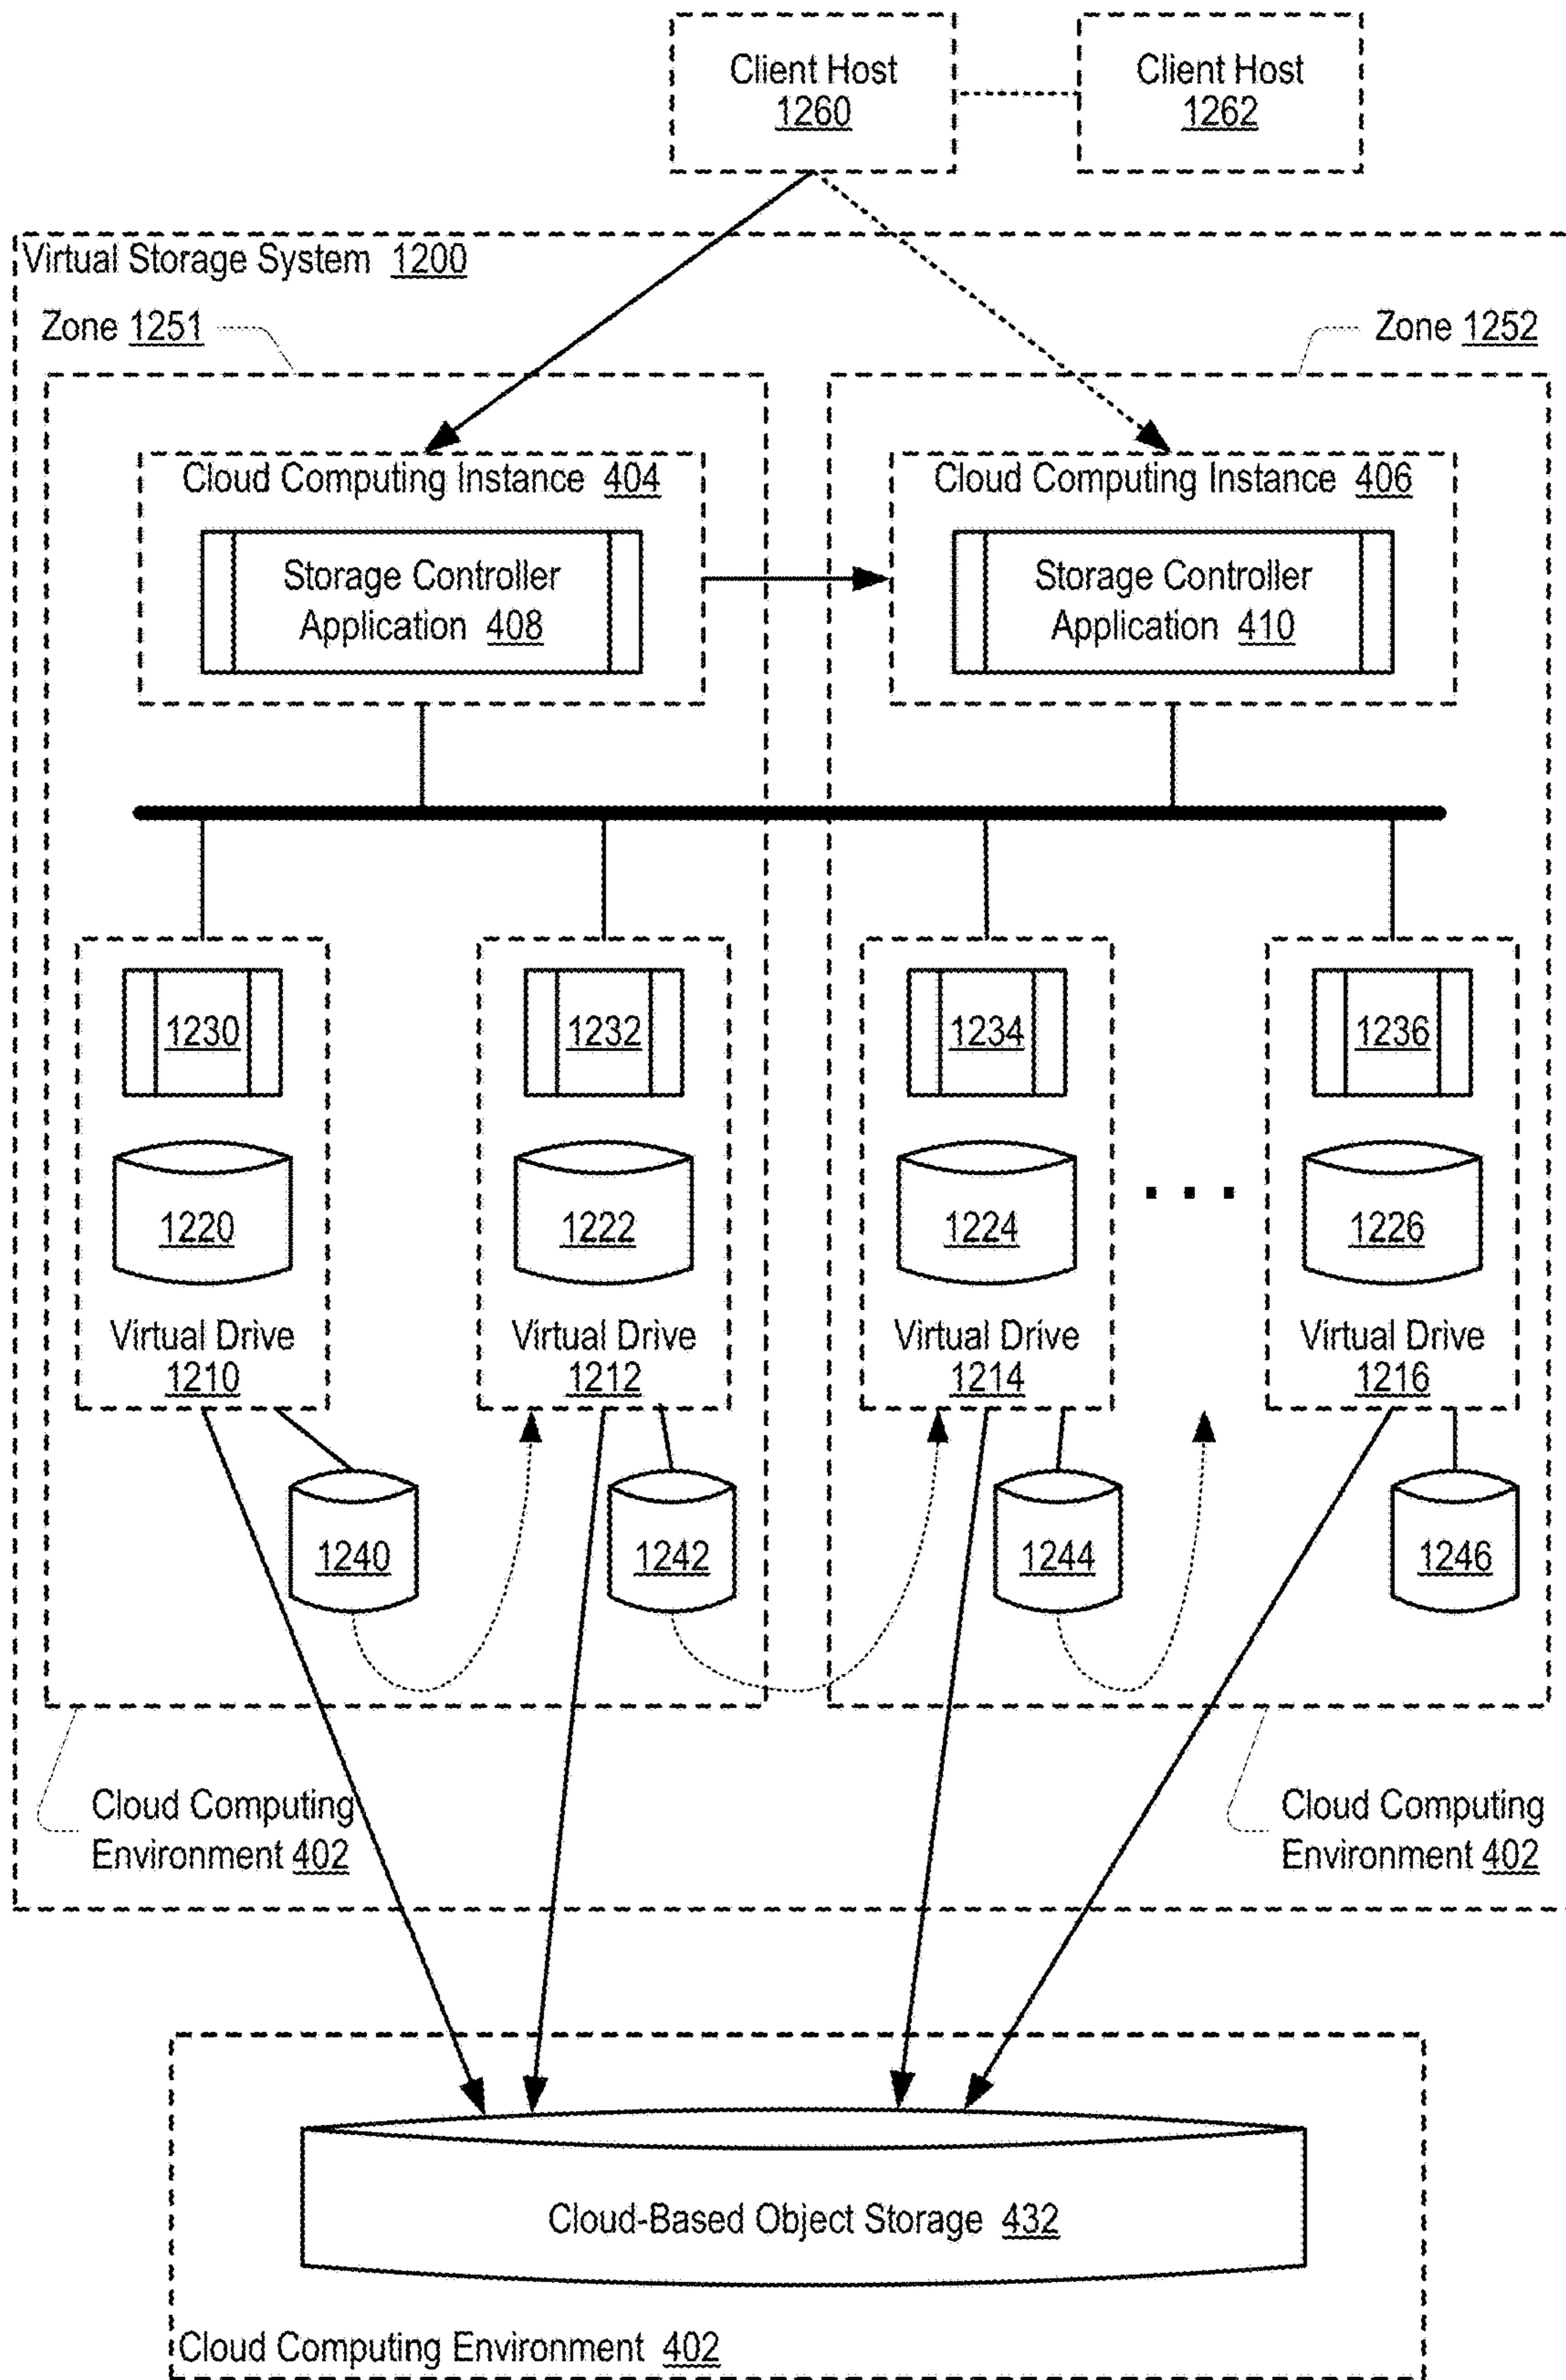 Client Host
1260
Client Host
1262
Virtual Storage System 1200
Zone 1251
Zone 1252
Cloud Computing Instance 404
Storage Controller
Application 408
Cloud Computing Instance 406
Storage Controller
Application 410
1230
1232
1234
1236
1220
1222
1224
. . .
1226
Virtual Drive
1210
Virtual Drive
1212
Virtual Drive
1214
Virtual Drive
1216
1240
1242
1244
1246
Cloud Computing
Environment 402
Cloud Computing
Environment 402
Cloud-Based Object Storage 432
Cloud Computing Environment 402